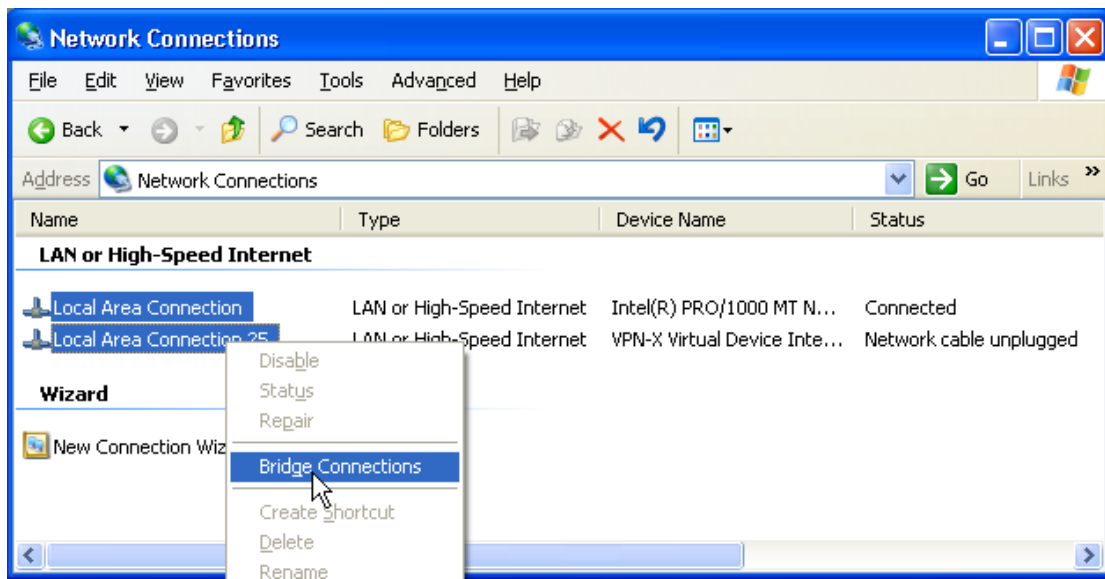 Network Connections
File Edit View Favorites Tools Advanced Help
Back Search Folders
Address Network Connections Go Links »
Name Type Device Name Status
LAN or High-Speed Internet
Local Area Connection LAN or High-Speed Internet Intel(R) PRO/1000 MT N... Connected
Local Area Connection 25 LAN or High-Speed Internet VPN-X Virtual Device Inte... Network cable unplugged
Disable
Wizard
Status
Repair
New Connection Wiz
Bridge Connections
Create Shortcut
Delete
Rename